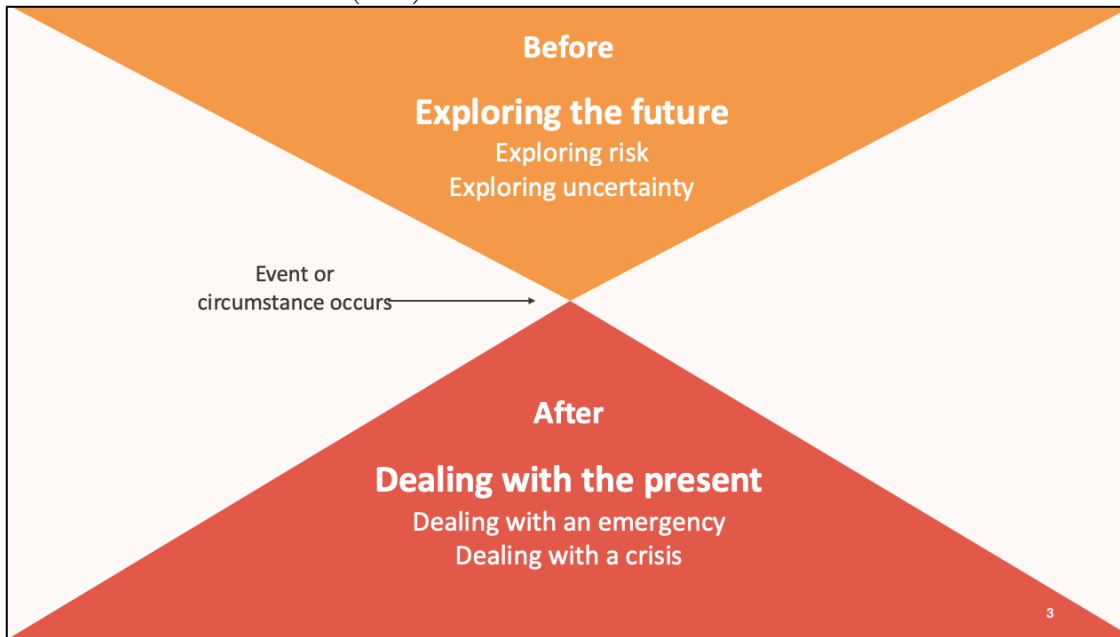 Before
Exploring the future
Exploring risk
Exploring uncertainty
Event or
circumstance occurs
After
Dealing with the present
Dealing with an emergency
Dealing with a crisis
3